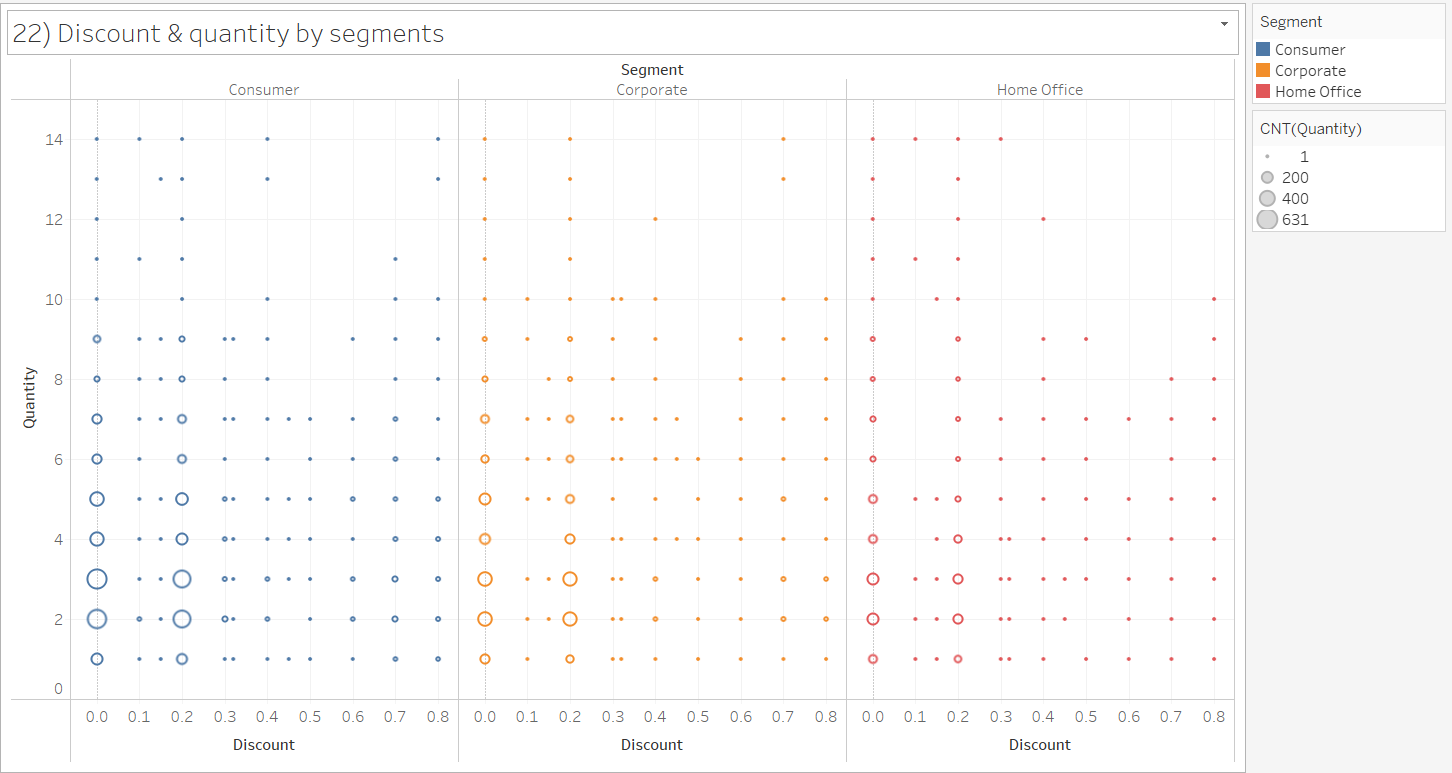 22) Discount & quantity by segments
Segment
Consumer Corporate Home Office
14
12
10
8
6
4
2
0
Quantity
0.0 0.1 0.2 0.3 0.4 0.5 0.6 0.7 0.8 0.0 0.1 0.2 0.3 0.4 0.5 0.6 0.7 0.8 0.0 0.1 0.2 0.3 0.4 0.5 0.6 0.7 0.8
Discount Discount Discount
Segment
Consumer
Corporate
Home Office
CNT(Quantity)
1
200
400
631